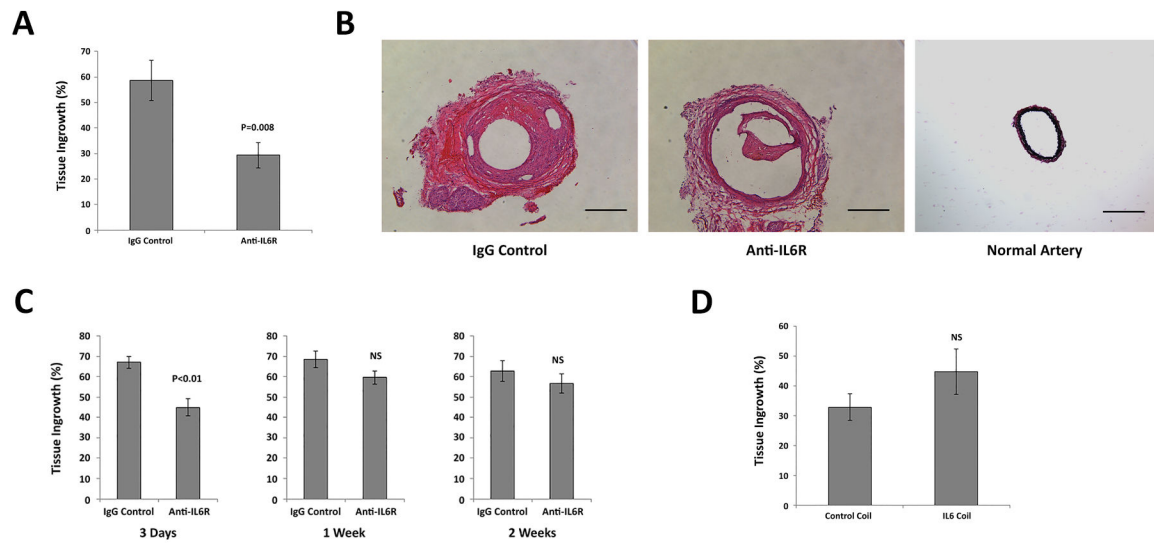 A
Tissue Ingrowth (%)
70
60
50
40
30
20
10
0
P=0.008
IgG Control Anti-IL6R
B
IgG Control Anti-IL6R Normal Artery
C
Tissue Ingrowth (%)
80
70
60
50
40
30
20
10
0
P<0.01
IgG Control Anti-IL6R
3 Days
80
70
60
50
40
30
20
10
0
NS
IgG Control Anti-IL6R
1 Week
80
70
60
50
40
30
20
10
0
NS
IgG Control Anti-IL6R
2 Weeks
D
Tissue Ingrowth (%)
60
50
40
30
20
10
0
NS
Control Coil IL6 Coil